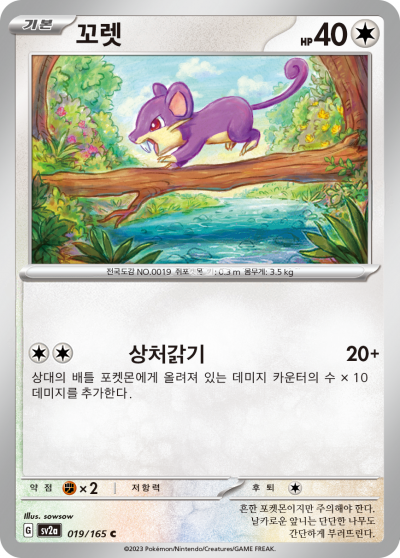 기본 꼬렛 HP 40
전국도감 NO.0019 쥐포켓몬 키: 0.3 m 몸무게: 3.5 kg
상처갉기 20+
상대의 배틀 포켓몬에게 올려져 있는 데미지 카운터의 수 × 10
데미지를 추가한다.
약점 × 2 저항력 후퇴
Illus. sowsow
G sv2a 019/165 C
흔한 포켓몬이지만 주의해야 한다.
날카로운 앞니는 단단한 나무도
간단하게 부러뜨린다.
©2023 Pokémon/Nintendo/Creatures/GAME FREAK.